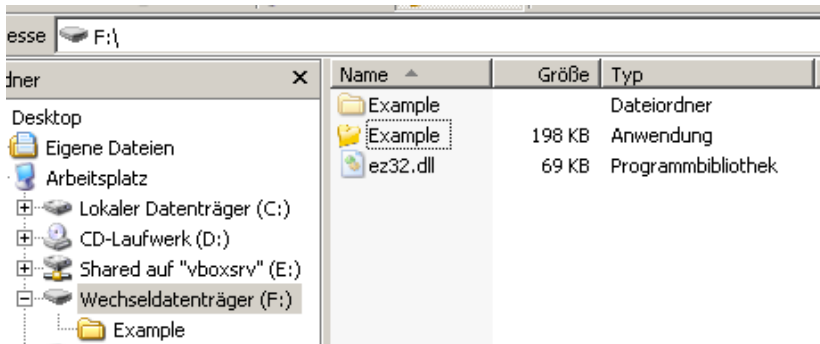 esse F:\
dner x
Name Größe Typ
Desktop
Eigene Dateien
Arbeitsplatz
Lokaler Datenträger (C:)
CD-Laufwerk (D:)
Shared auf "vboxsrv" (E:)
Wechseldatenträger (F:)
Example
Example Dateiordner
Example 198 KB Anwendung
ez32.dll 69 KB Programmbibliothek